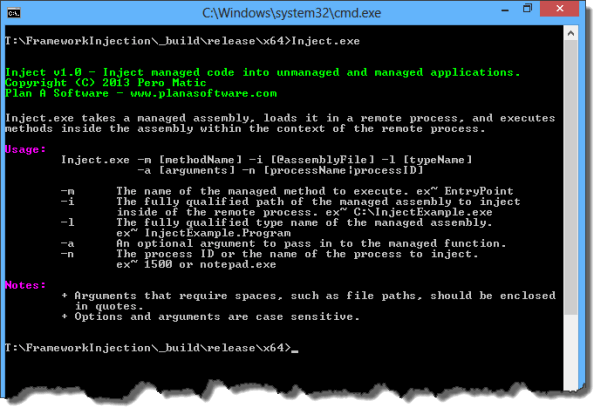 C:\Windows\system32\cmd.exe
T:\FrameworkInjection\_build\release\x64>Inject.exe
Inject v1.0 - Inject managed code into unmanaged and managed applications.
Copyright (C) 2013 Pero Matic
Plan A Software - www.planasoftware.com
Inject.exe takes a managed assembly, loads it in a remote process, and executes
methods inside the assembly within the context of the remote process.
Usage:
Inject.exe -m [methodName] -i [@assemblyFile] -l [typeName]
-a [arguments] -n [processName¦processID]
-m The name of the managed method to execute. ex~ EntryPoint
-i The fully qualified path of the managed assembly to inject
inside of the remote process. ex~ C:\InjectExample.exe
-l The fully qualified type name of the managed assembly.
ex~ InjectExample.Program
-a An optional argument to pass in to the managed function.
-n The process ID or the name of the process to inject.
ex~ 1500 or notepad.exe
Notes:
+ Arguments that require spaces, such as file paths, should be enclosed
in quotes.
+ Options and arguments are case sensitive.
T:\FrameworkInjection\_build\release\x64>_